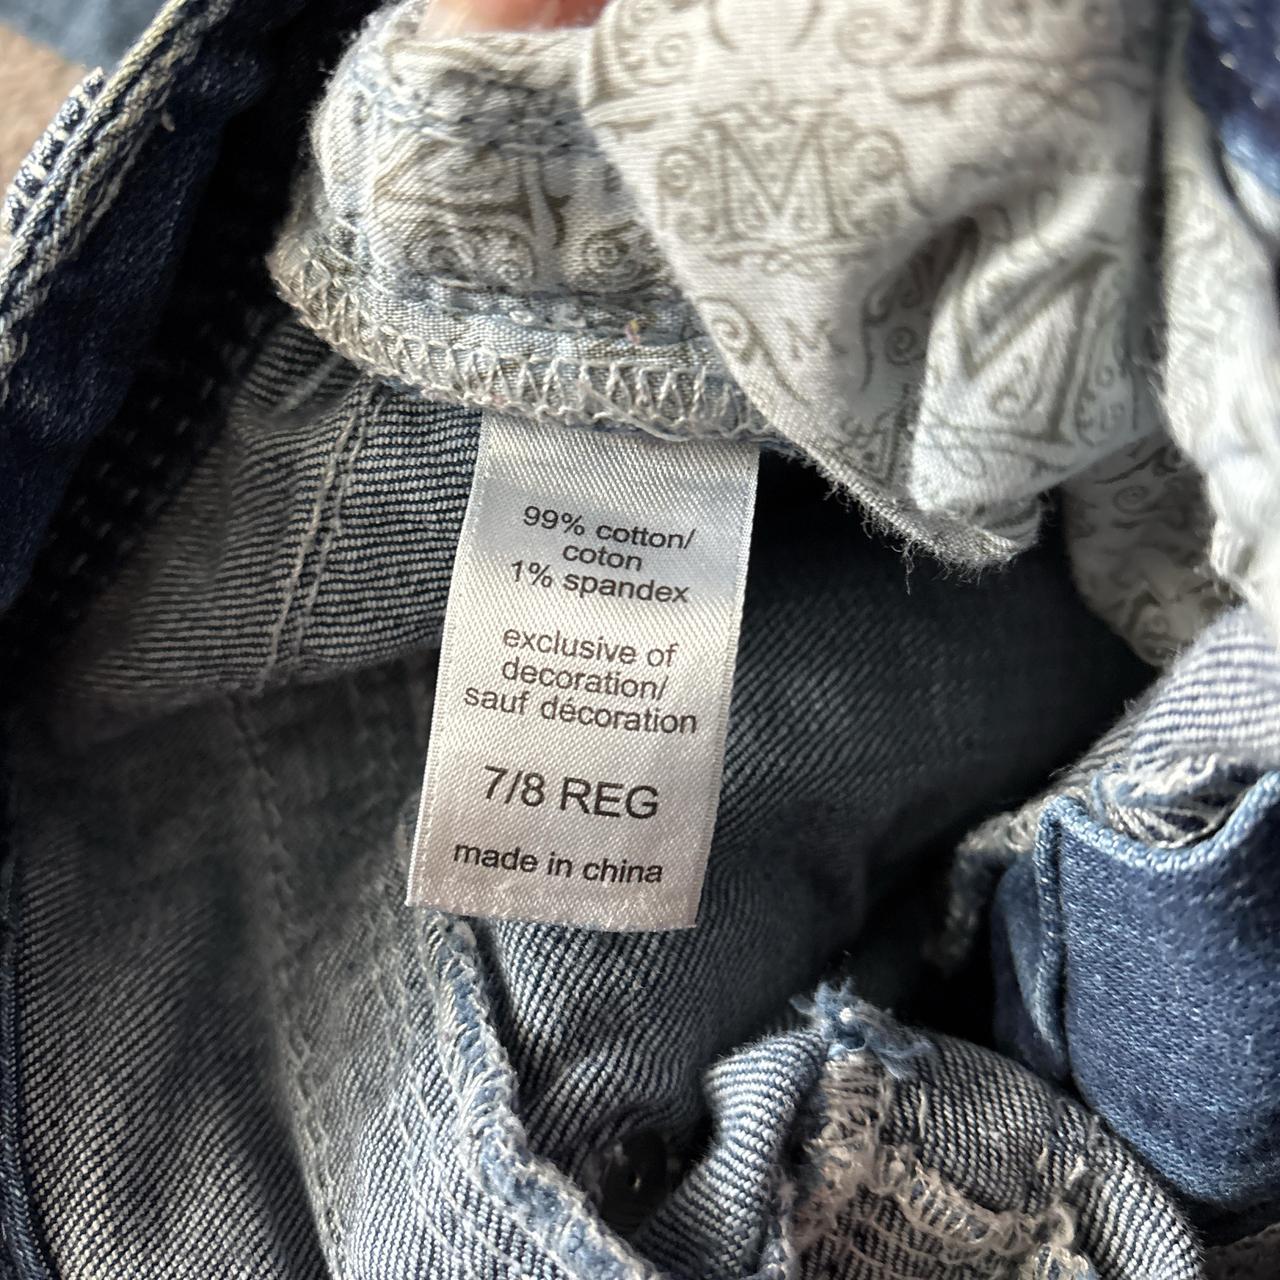 M
M
M
99% cotton/
coton
1% spandex
exclusive of
decoration/
sauf décoration
7/8 REG
made in china